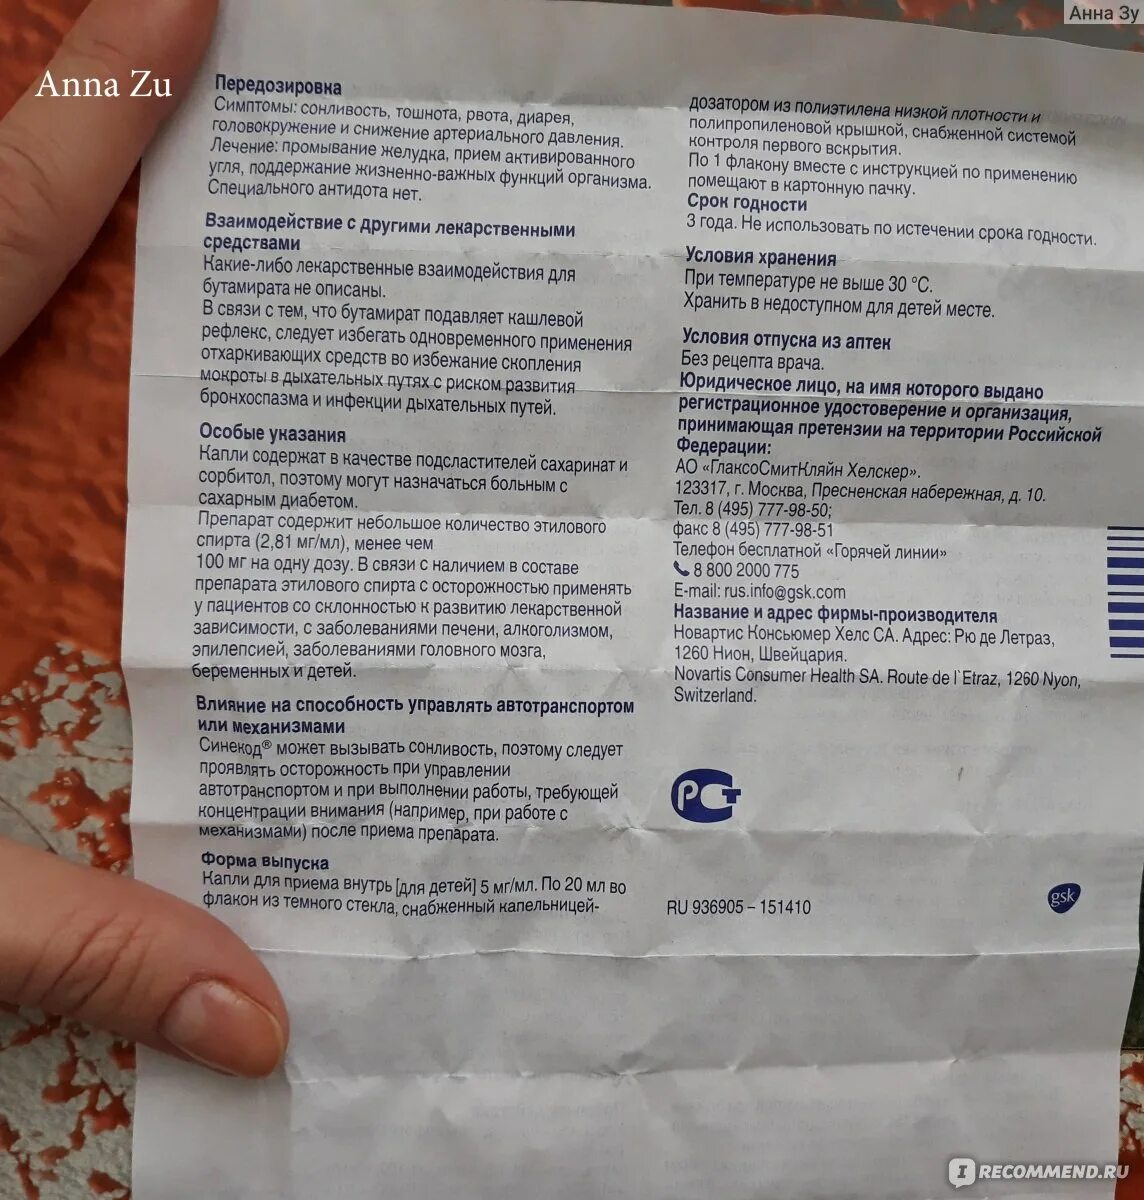 Анна Зу
Anna Zu
Передозировка
Симптомы: сонливость, тошнота, рвота, диарея,
головокружение и снижение артериального давления.
Лечение: промывание желудка, прием активированного
угля, поддержание жизненно-важных функций организма.
Специального антидота нет.
Взаимодействие с другими лекарственными
средствами
Какие-либо лекарственные взаимодействия для
бутамирата не описаны.
В связи с тем, что бутамират подавляет кашлевой
рефлекс, следует избегать одновременного применения
отхаркивающих средств во избежание скопления
мокроты в дыхательных путях с риском развития
бронхоспазма и инфекции дыхательных путей.
Особые указания
Капли содержат в качестве подсластителей сахаринат и
сорбитол, поэтому могут назначаться больным с
сахарным диабетом.
Препарат содержит небольшое количество этилового
спирта (2,81 мг/мл), менее чем
100 мг на одну дозу. В связи с наличием в составе
препарата этилового спирта с осторожностью применять
у пациентов со склонностью к развитию лекарственной
зависимости, с заболеваниями печени, алкоголизмом,
эпилепсией, заболеваниями головного мозга,
беременных и детей.
Влияние на способность управлять автотранспортом
или механизмами
Синекод® может вызывать сонливость, поэтому следует
проявлять осторожность при управлении
автотранспортом и при выполнении работы, требующей
концентрации внимания (например, при работе с
механизмами) после приема препарата.
Форма выпуска
Капли для приема внутрь [для детей] 5 мг/мл. По 20 мл во
флакон из темного стекла, снабженный капельницей-
дозатором из полиэтилена низкой плотности и
полипропиленовой крышкой, снабженной системой
контроля первого вскрытия.
По 1 флакону вместе с инструкцией по применению
помещают в картонную пачку.
Срок годности
3 года. Не использовать по истечении срока годности.
Условия хранения
При температуре не выше 30 °C.
Хранить в недоступном для детей месте.
Условия отпуска из аптек
Без рецепта врача.
Юридическое лицо, на имя которого выдано
регистрационное удостоверение и организация,
принимающая претензии на территории Российской
Федерации:
АО «ГлаксоСмитКляйн Хелскер».
123317, г. Москва, Пресненская набережная, д. 10.
Тел. 8 (495) 777-98-50;
факс 8 (495) 777-98-51
Телефон бесплатной «Горячей линии»
8 800 2000 775
E-mail: rus.info@gsk.com
Название и адрес фирмы-производителя
Новартис Консьюмер Хелс СА. Адрес: Рю де Летраз,
1260 Нион, Швейцария.
Novartis Consumer Health SA. Route de l`Etraz, 1260 Nyon,
Switzerland.
РСТ
RU 936905 – 151410
gsk
IRECOMMEND.RU